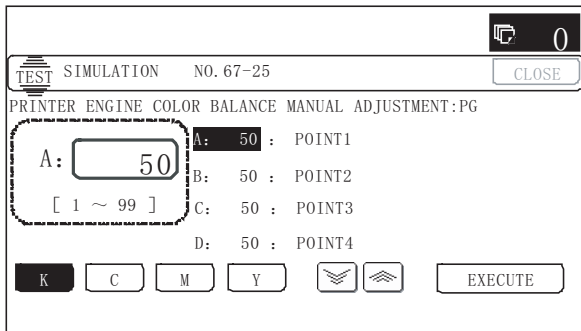 0
TEST SIMULATION NO. 67-25 CLOSE
PRINTER ENGINE COLOR BALANCE MANUAL ADJUSTMENT:PG
A: 50
[ 1 ~ 99 ]
A: 50 : POINT1
B: 50 : POINT2
C: 50 : POINT3
D: 50 : POINT4
K C M Y EXECUTE